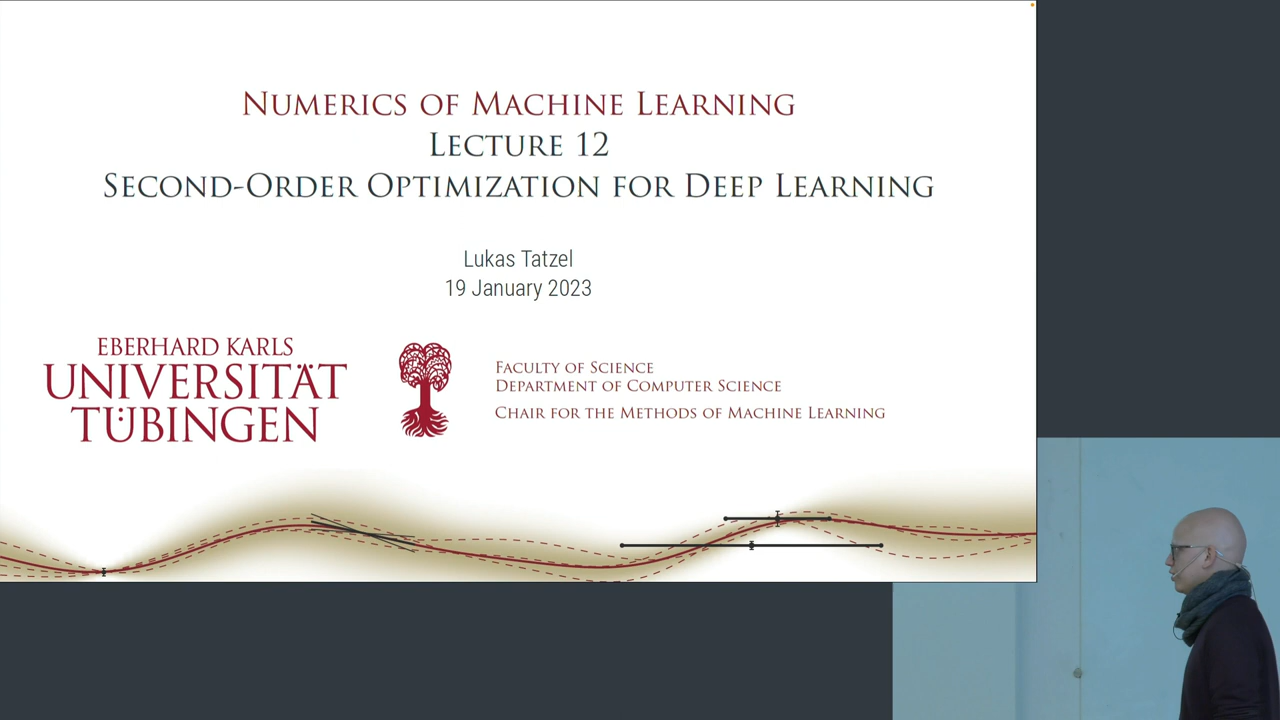 Numerics of Machine Learning
Lecture 12
Second-Order Optimization for Deep Learning
Lukas Tatzel
19 January 2023
EBERHARD KARLS
UNIVERSITÄT
TÜBINGEN
Faculty of Science
Department of Computer Science
Chair for the Methods of Machine Learning